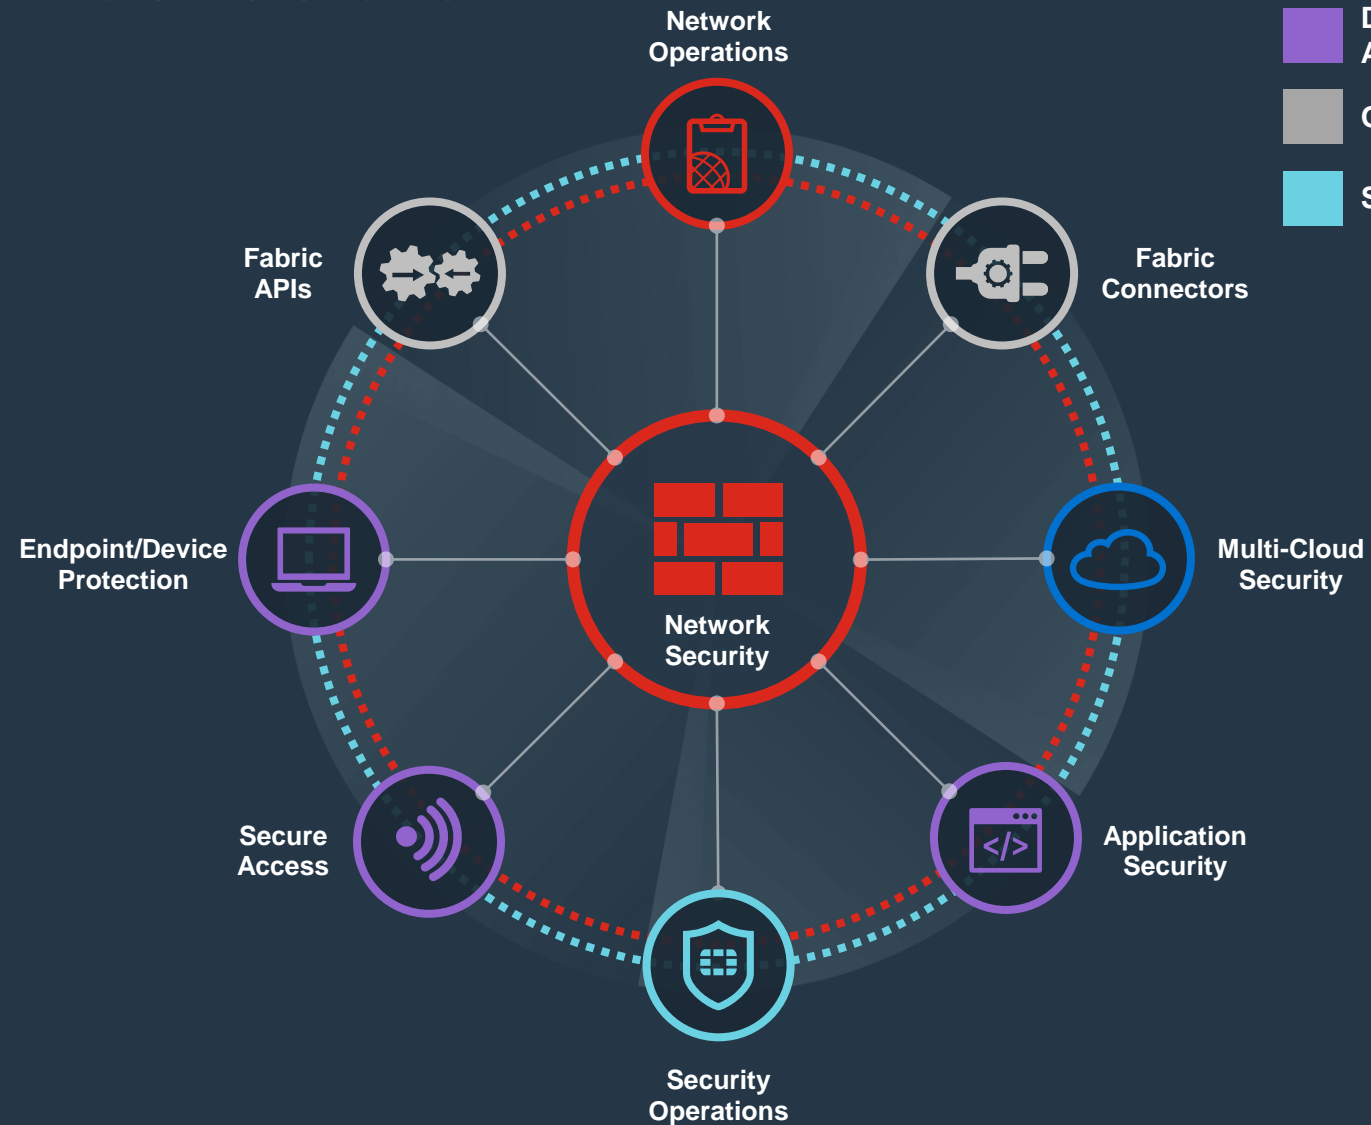 Network
Operations
Fabric
APIs
Fabric
Connectors
Endpoint/Device
Protection
Network
Security
Multi-Cloud
Security
Secure
Access
Application
Security
</>
Security
Operations